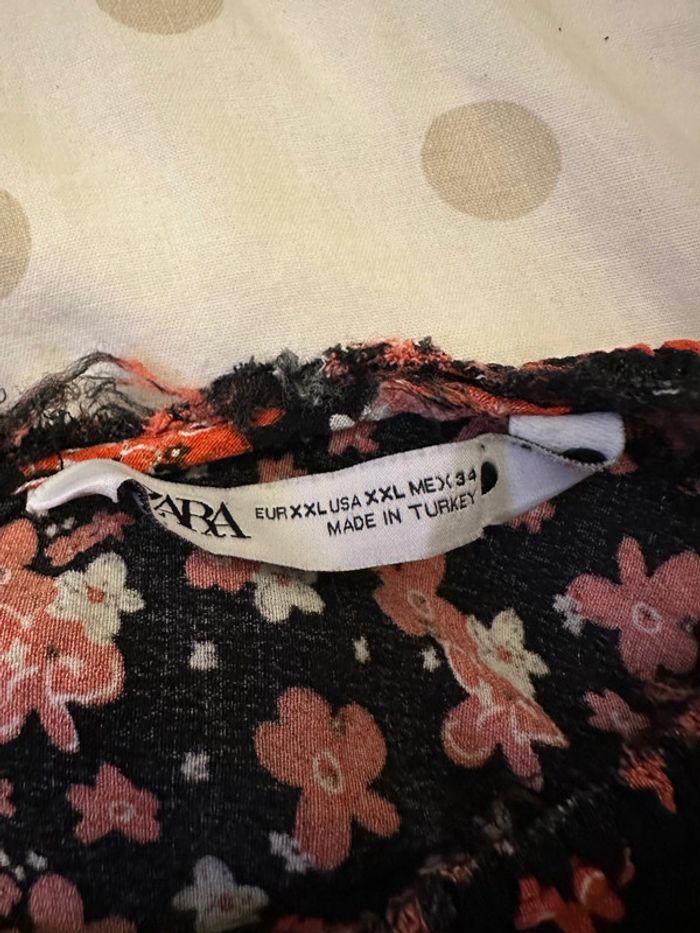 ZARA
EUR XXL USA XXL MEX 34
MADE IN TURKEY